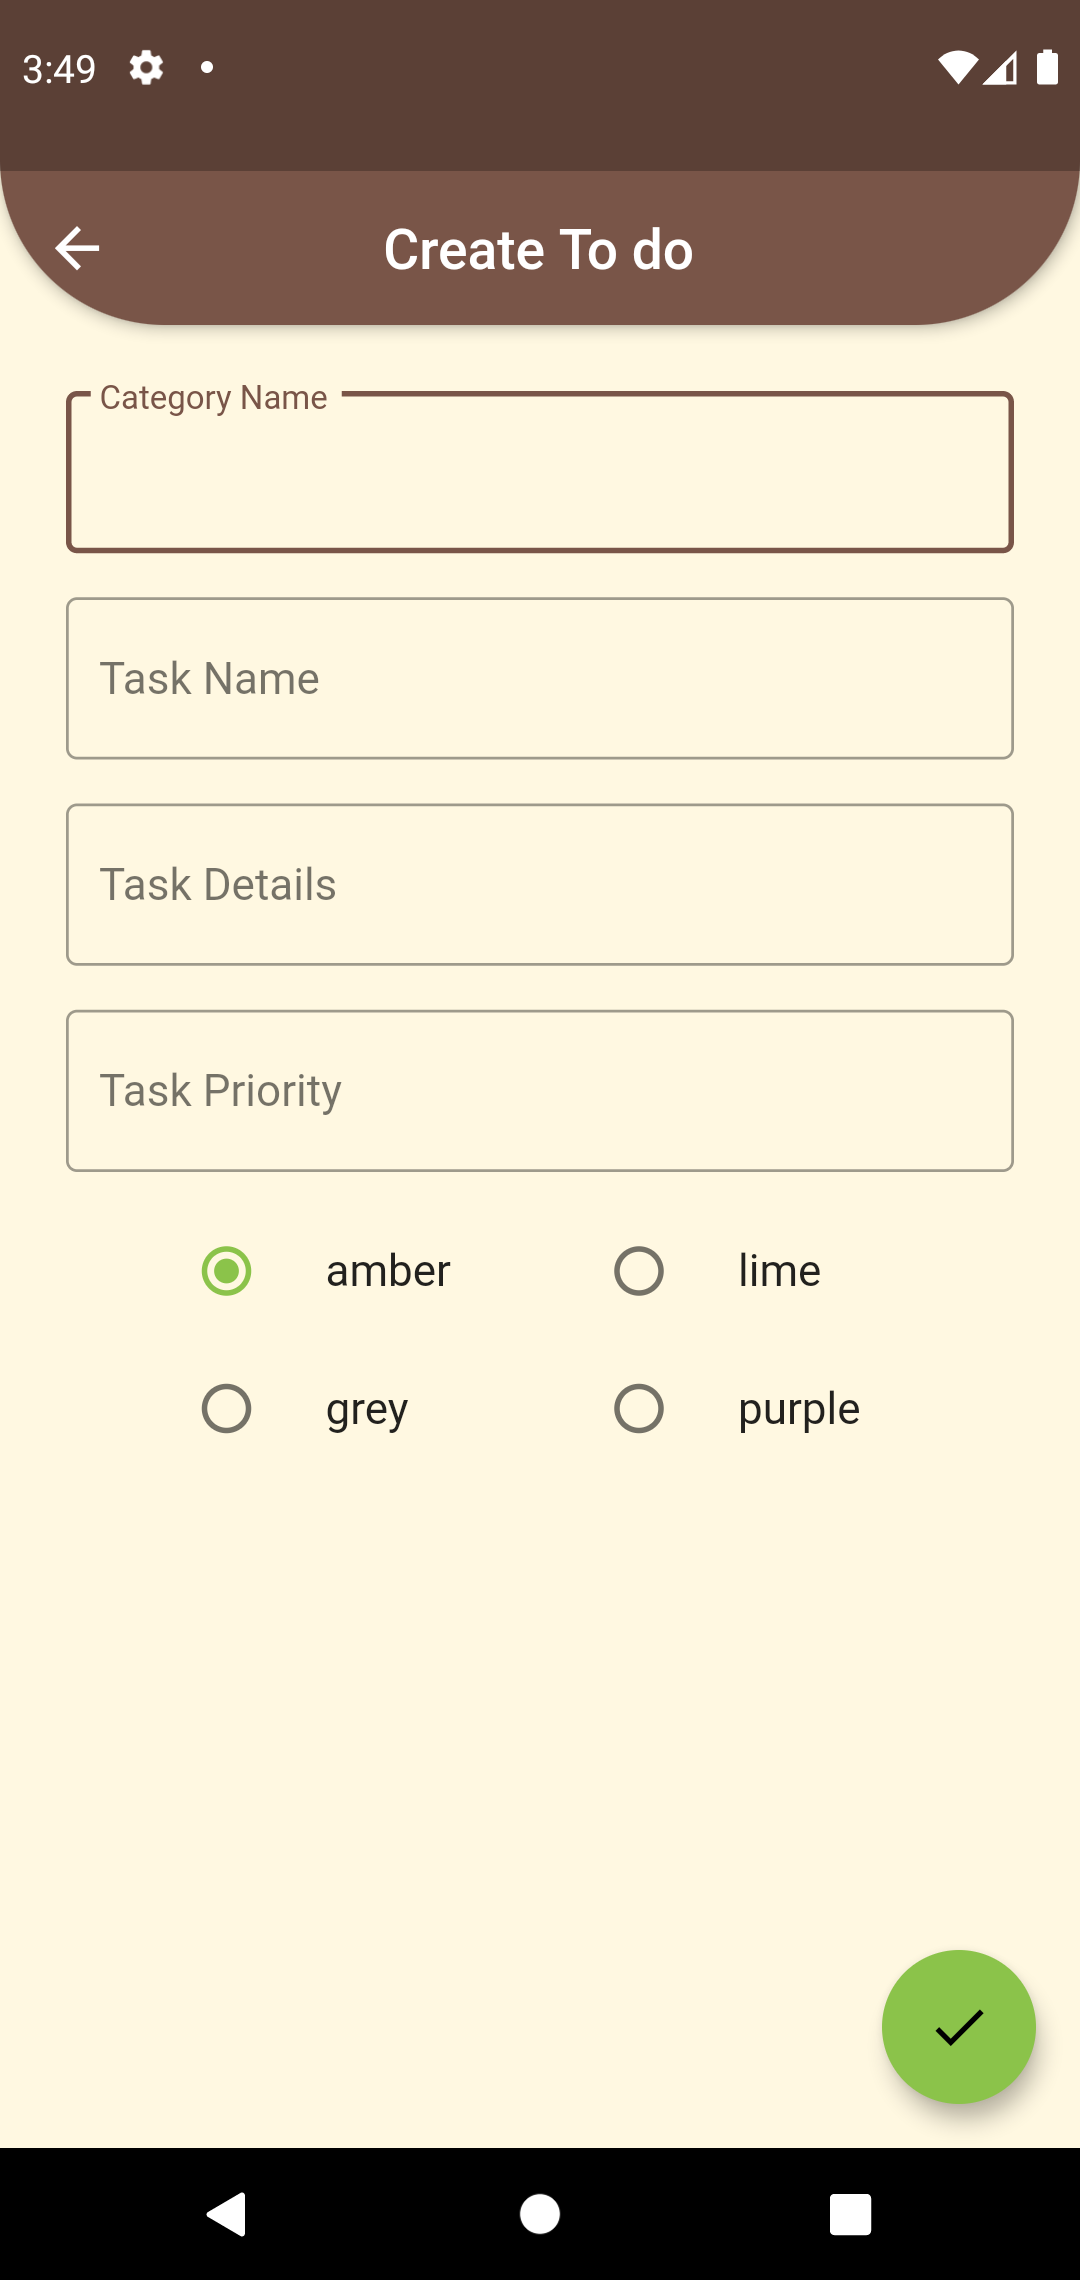 3:49
Create To do
Category Name
Task Name
Task Details
Task Priority
amber
lime
grey
purple